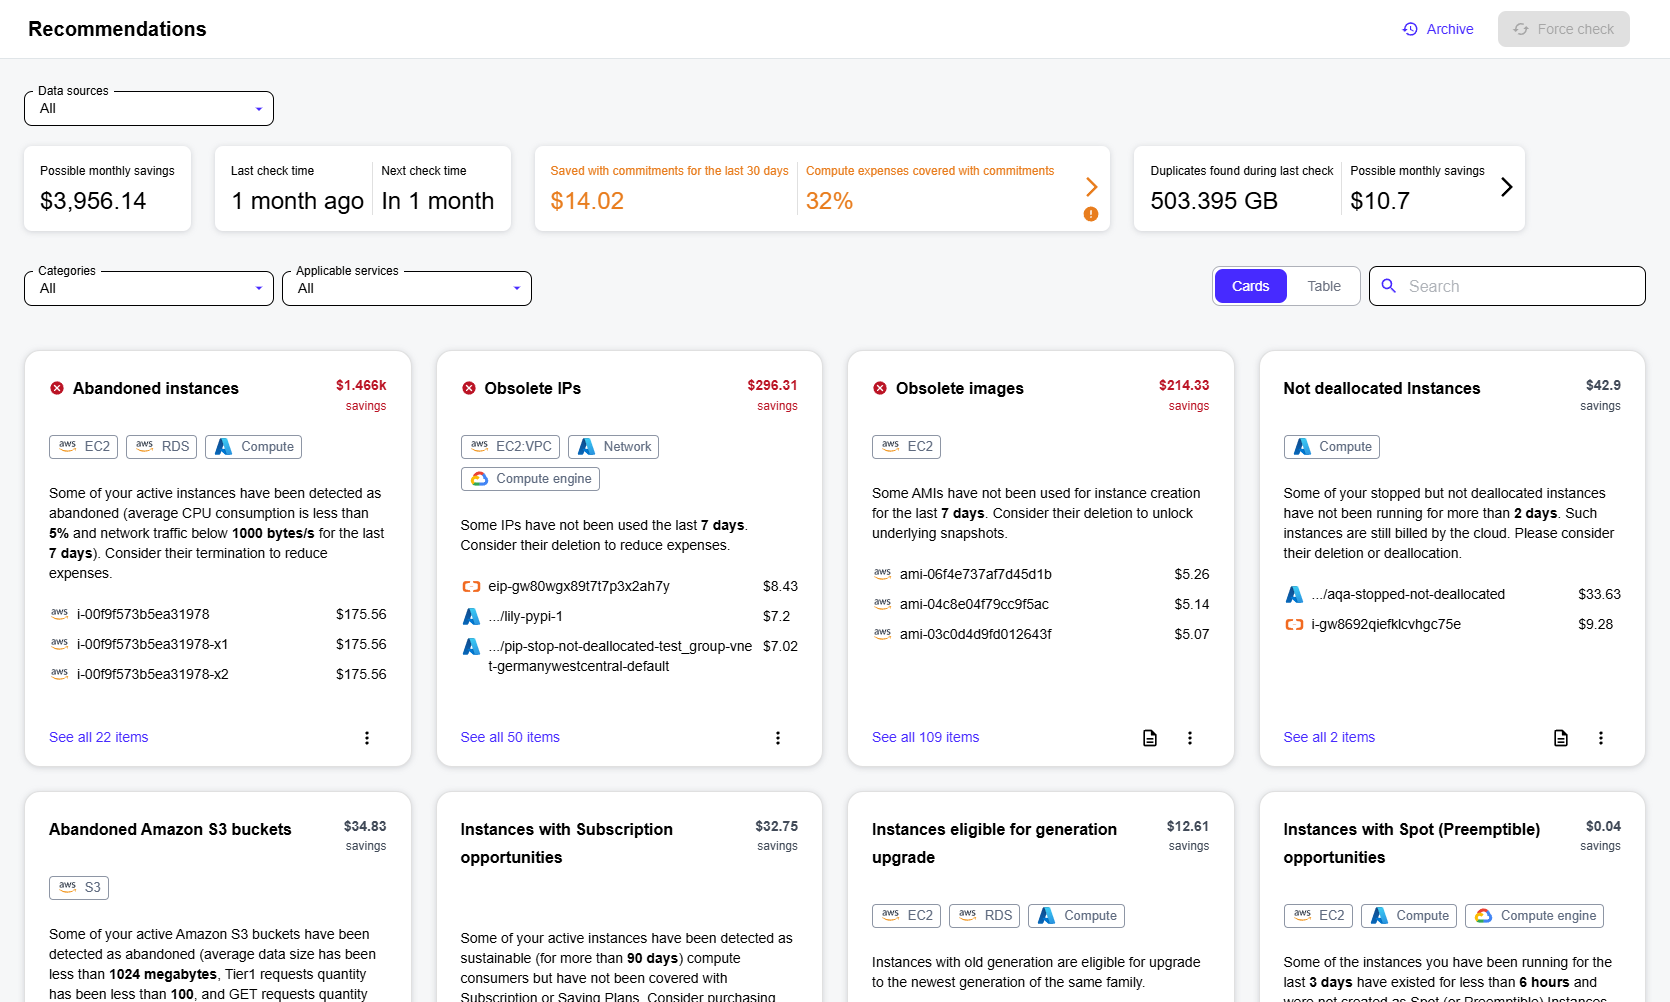 Recommendations
Archive
Force check
Data sources
All
Possible monthly savings
$3,956.14
Last check time
1 month ago
Next check time
In 1 month
Saved with commitments for the last 30 days
$14.02
Compute expenses covered with commitments
32%
Duplicates found during last check
503.395 GB
Possible monthly savings
$10.7
Categories
All
Applicable services
All
Cards
Table
Search
Abandoned instances
$1.466k
savings
aws EC2
aws RDS
Compute
Some of your active instances have been detected as
abandoned (average CPU consumption is less than
5% and network traffic below 1000 bytes/s for the last
7 days). Consider their termination to reduce
expenses.
aws i-00f9f573b5ea31978 $175.56
aws i-00f9f573b5ea31978-x1 $175.56
aws i-00f9f573b5ea31978-x2 $175.56
See all 22 items
Obsolete IPs
$296.31
savings
aws EC2:VPC
Network
Compute engine
Some IPs have not been used the last 7 days.
Consider their deletion to reduce expenses.
eip-gw80wgx89t7t7p3x2ah7y $8.43
.../lily-pypi-1 $7.2
.../pip-stop-not-deallocated-test_group-vne $7.02
t-germanywestcentral-default
See all 50 items
Obsolete images
$214.33
savings
aws EC2
Some AMIs have not been used for instance creation
for the last 7 days. Consider their deletion to unlock
underlying snapshots.
aws ami-06f4e737af7d45d1b $5.26
aws ami-04c8e04f79cc9f5ac $5.14
aws ami-03c0d4d9fd012643f $5.07
See all 109 items
Not deallocated Instances
$42.9
savings
Compute
Some of your stopped but not deallocated instances
have not been running for more than 2 days. Such
instances are still billed by the cloud. Please consider
their deletion or deallocation.
.../aqa-stopped-not-deallocated $33.63
i-gw8692qiefklcvhgc75e $9.28
See all 2 items
Abandoned Amazon S3 buckets
$34.83
savings
aws S3
Some of your active Amazon S3 buckets have been
detected as abandoned (average data size has been
less than 1024 megabytes, Tier1 requests quantity
has been less than 100, and GET requests quantity
Instances with Subscription
opportunities
$32.75
savings
Some of your active instances have been detected as
sustainable (for more than 90 days) compute
consumers but have not been covered with
Subscription or Saving Plans. Consider purchasing
Instances eligible for generation
upgrade
$12.61
savings
aws EC2
aws RDS
Compute
Instances with old generation are eligible for upgrade
to the newest generation of the same family.
Instances with Spot (Preemptible)
opportunities
$0.04
savings
aws EC2
Compute
Compute engine
Some of the instances you have been running for the
last 3 days have existed for less than 6 hours and
were not created as Spot (or Preemptible) Instances